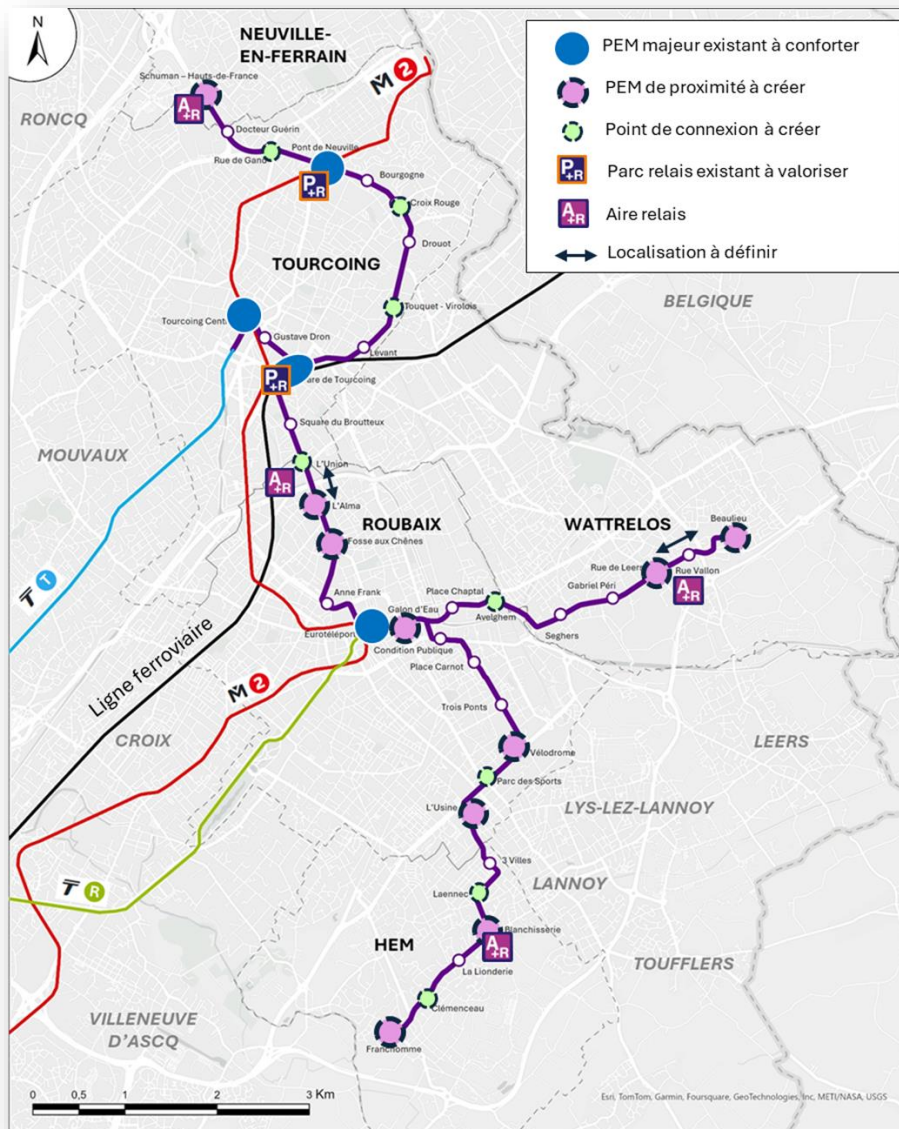 N
NEUVILLE-
EN-FERRAIN
Schuman – Hauts-de-France
A+R
RONCQ
Docteur Guérin
Rue de Gand
Pont de Neuville
P+R
M 2
Bourgogne
Croix Rouge
Drouot
TOURCOING
Touquet - Virolois
Tourcoing Cent
Gustave Dron
Levant
P+R
are de Tourcoing
BELGIQUE
PEM majeur existant à conforter
PEM de proximité à créer
Point de connexion à créer
P+R
Parc relais existant à valoriser
A+R
Aire relais
Localisation à définir
MOUVAUX
Square du Broutteux
L'Union
A+R
L'Alma
ROUBAIX
Fosse aux Chênes
WATTRELOS
Beaulieu
Rue de Leers
Rue Vallon
A+R
Gabriel Péri
Place Chaptal
Avelghem
Seghers
T T
Anne Frank
Galon d'Eau
Eurotéléport
Condition Publique
Place Carnot
Ligne ferroviaire
M 2
Trois Ponts
CROIX
Vélodrome
LEERS
Parc des Sports
L'Usine
LYS-LEZ-LANNOY
3 Villes
T R
Laennec
LANNOY
Blanchisserie
A+R
HEM
La Lionderie
TOUFFLERS
Clémenceau
VILLENEUVE
D'ASCQ
Franchomme
0 0,5 1 2 3 Km
Esri, TomTom, Garmin, Foursquare, GeoTechnologies, Inc, METI/NASA, USGS